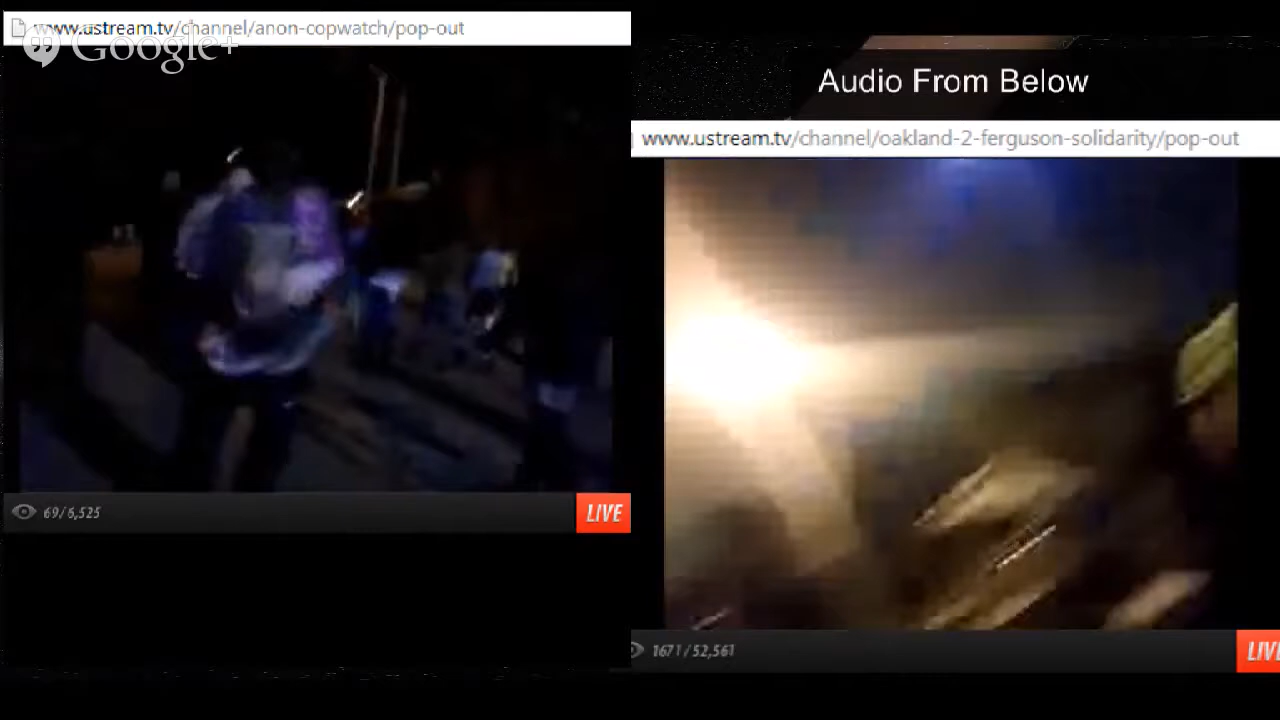 www.ustream.tv/channel/anon-copwatch/pop-out
Google+
69/6,525
LIVE
Audio From Below
www.ustream.tv/channel/oakland-2-ferguson-solidarity/pop-out
1671/52,561
LIVE